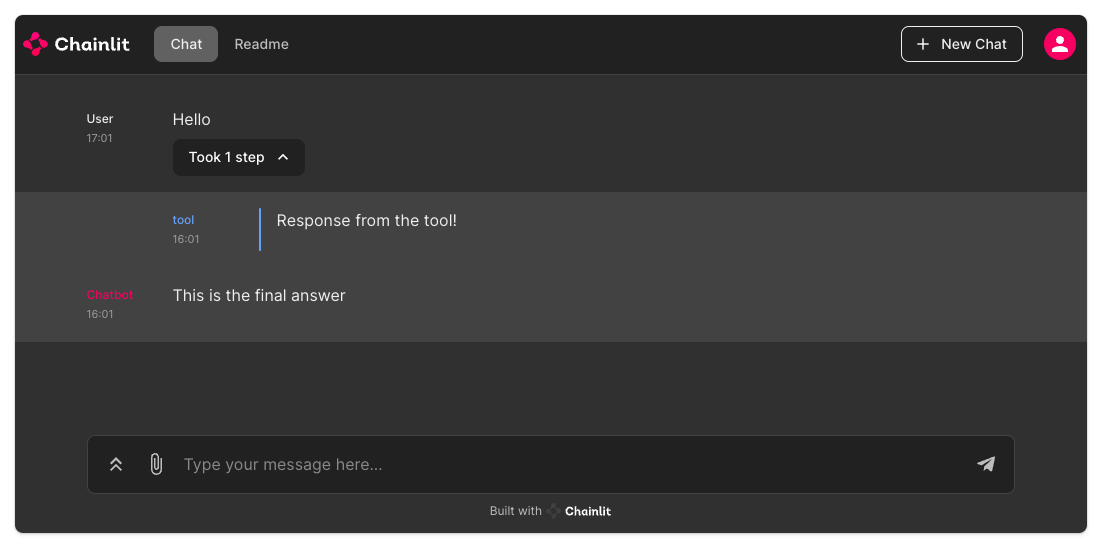 Chainlit Chat Readme + New Chat
User Hello
17:01
Took 1 step
tool Response from the tool!
16:01
Chatbot This is the final answer
16:01
Type your message here...
Built with Chainlit